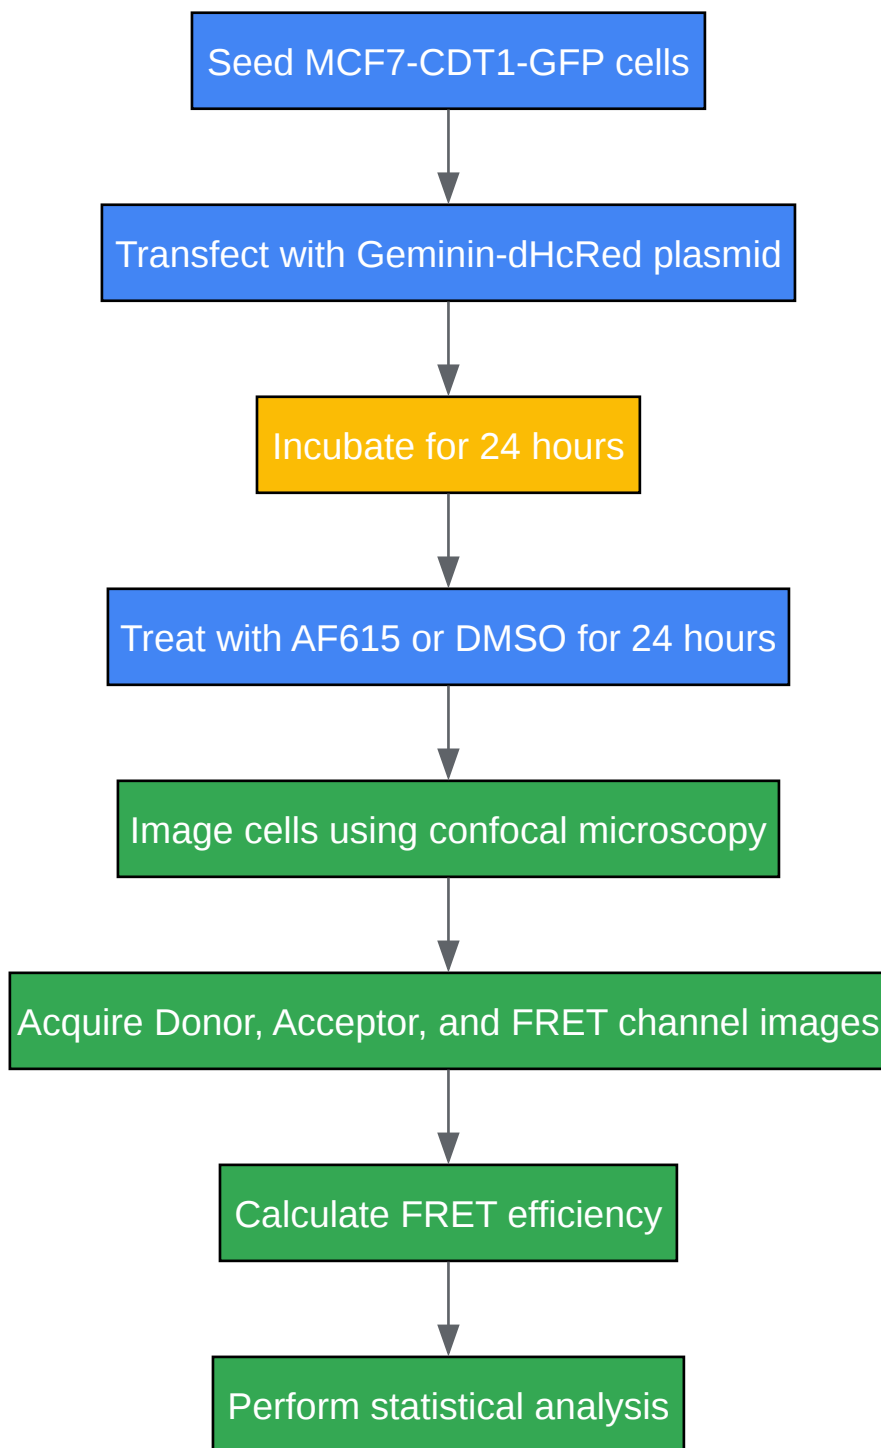 Seed MCF7-CDT1-GFP cells
Transfect with Geminin-dHcRed plasmid
Incubate for 24 hours
Treat with AF615 or DMSO for 24 hours
Image cells using confocal microscopy
Acquire Donor, Acceptor, and FRET channel images
Calculate FRET efficiency
Perform statistical analysis